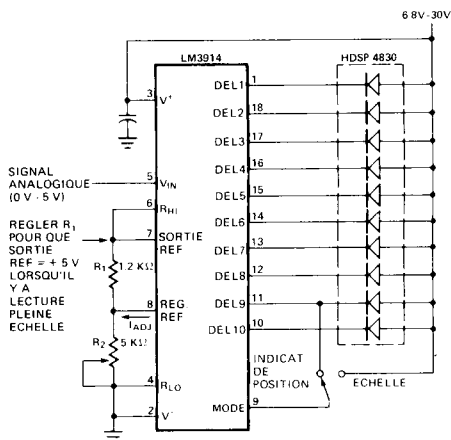 6 8V-30V
LM3914
HDSP 4830
3
V+
DEL1
1
DEL2
18
DEL3
17
DEL4
16
SIGNAL
ANALOGIQUE
(0 V - 5 V)
5
VIN
DEL5
15
6
RHI
DEL6
14
REGLER R1
POUR QUE
SORTIE
REF = + 5 V
LORSQU'IL
Y A
LECTURE
PLEINE
ECHELLE
7
SORTIE
REF
DEL7
13
R1
1.2 KΩ
DEL8
12
8
REG.
REF
IADJ
DEL9
11
DEL10
10
R2
5 KΩ
INDICAT
DE
POSITION
ECHELLE
4
RLO
MODE
9
2
V-